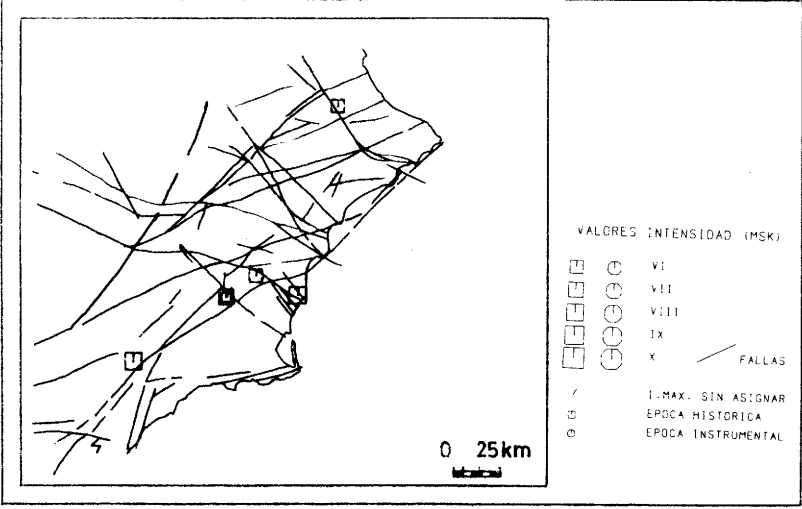 VALORES INTENSIDAD (MSK)
VI
VII
VIII
IX
X
FALLAS
I.MAX. SIN ASIGNAR
EPOCA HISTORICA
EPOCA INSTRUMENTAL
0 25km